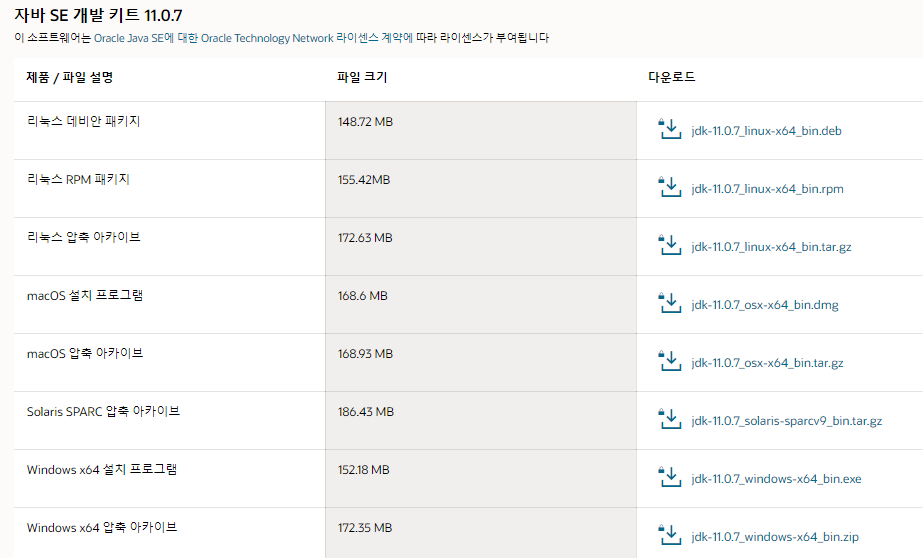 자바 SE 개발 키트 11.0.7
이 소프트웨어는 Oracle Java SE에 대한 Oracle Technology Network 라이센스 계약에 따라 라이센스가 부여됩니다
제품 / 파일 설명 파일 크기 다운로드
리눅스 데비안 패키지 148.72 MB jdk-11.0.7_linux-x64_bin.deb
리눅스 RPM 패키지 155.42MB jdk-11.0.7_linux-x64_bin.rpm
리눅스 압축 아카이브 172.63 MB jdk-11.0.7_linux-x64_bin.tar.gz
macOS 설치 프로그램 168.6 MB jdk-11.0.7_osx-x64_bin.dmg
macOS 압축 아카이브 168.93 MB jdk-11.0.7_osx-x64_bin.tar.gz
Solaris SPARC 압축 아카이브 186.43 MB jdk-11.0.7_solaris-sparcv9_bin.tar.gz
Windows x64 설치 프로그램 152.18 MB jdk-11.0.7_windows-x64_bin.exe
Windows x64 압축 아카이브 172.35 MB jdk-11.0.7_windows-x64_bin.zip